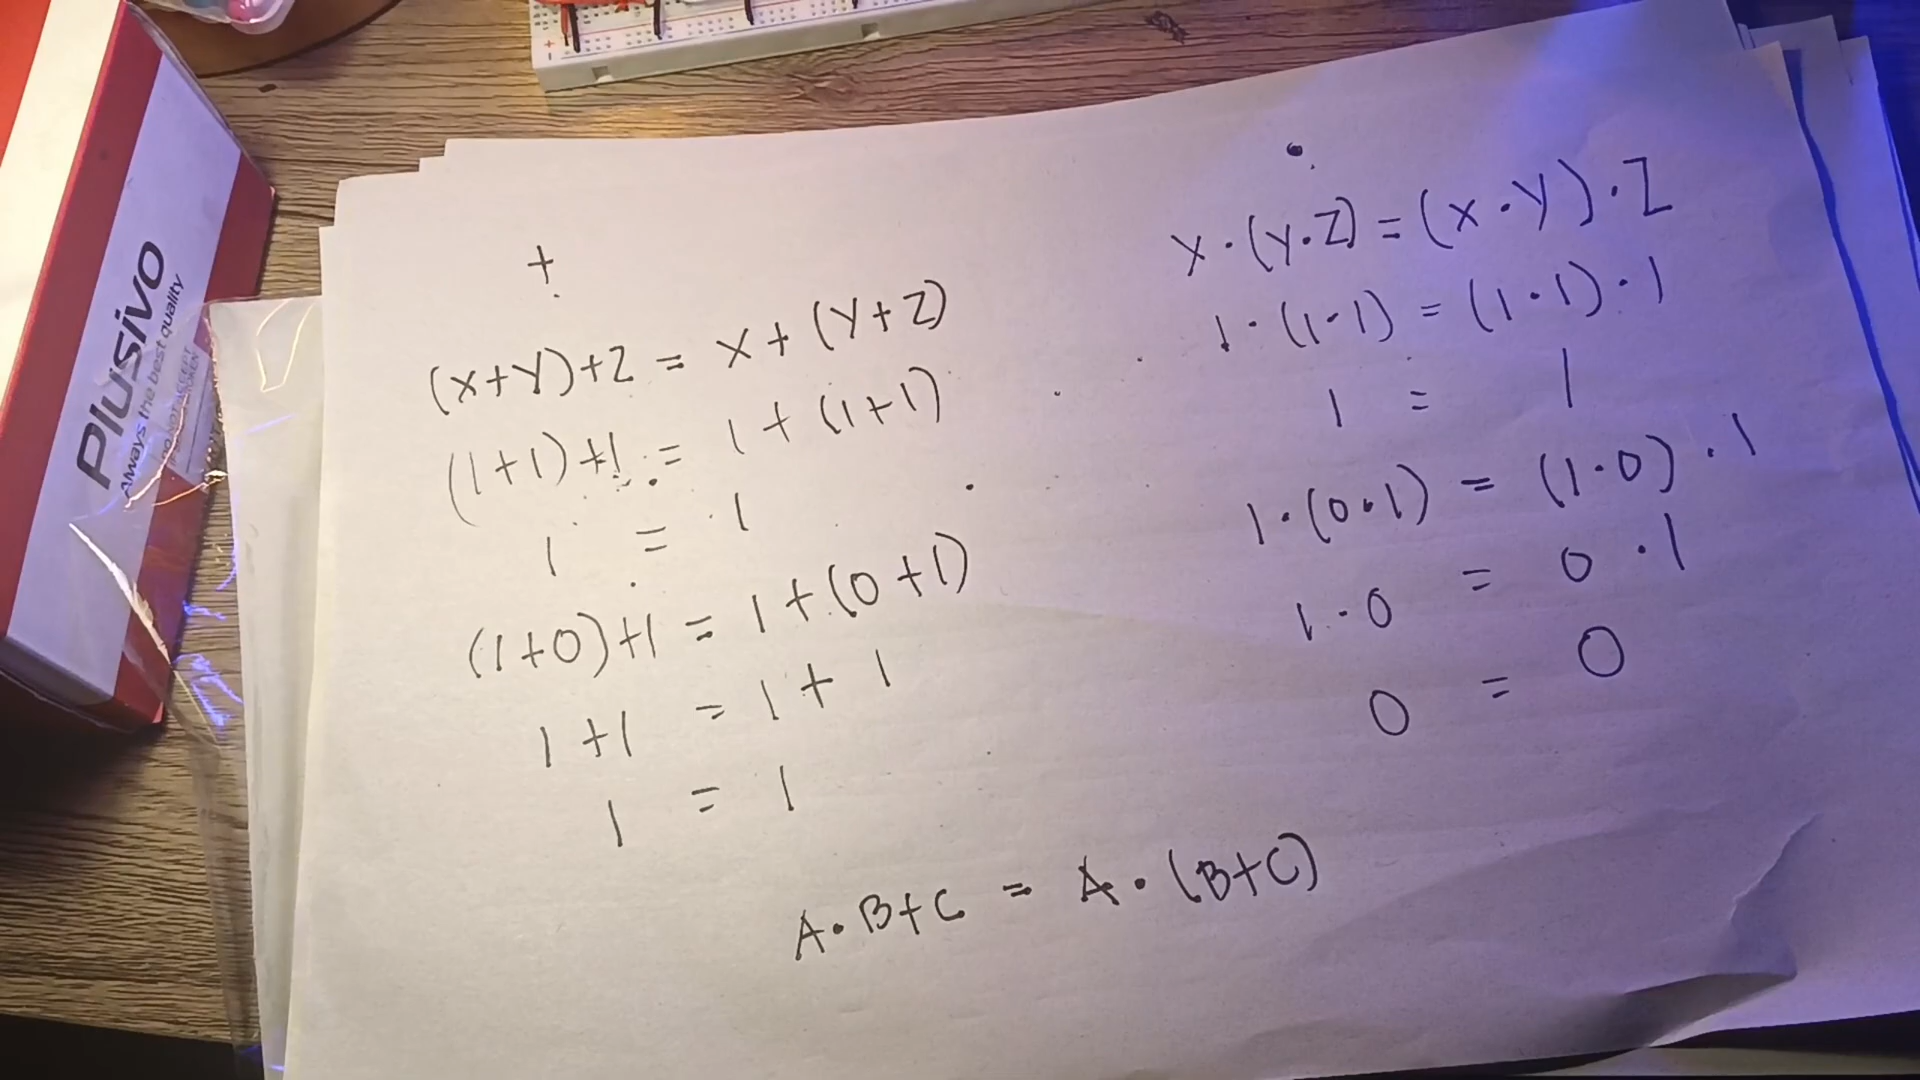 Plusivo
Always the best quality
+
(x+y)+z = x+(y+z)
(1+1)+1 = 1+(1+1)
1 = 1
(1+0)+1 = 1+(0+1)
1+1 = 1+1
1 = 1
•
x•(y•z)=(x•y)•z
1•(1•1) = (1•1)•1
1 = 1
1•(0•1) = (1•0)•1
1•0 = 0•1
0 = 0
A•B+C = A•(B+C)